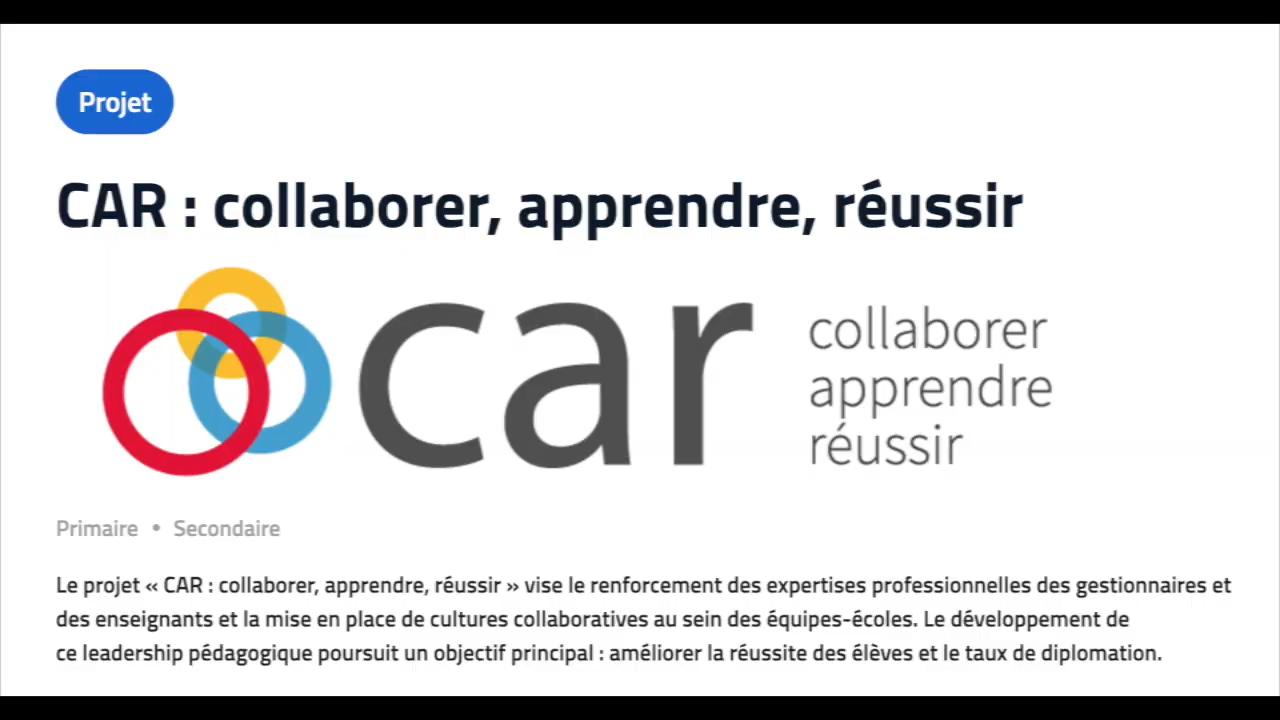 Projet
CAR : collaborer, apprendre, réussir
car
collaborer
apprendre
réussir
Primaire • Secondaire
Le projet « CAR : collaborer, apprendre, réussir » vise le renforcement des expertises professionnelles des gestionnaires et
des enseignants et la mise en place de cultures collaboratives au sein des équipes-écoles. Le développement de
ce leadership pédagogique poursuit un objectif principal : améliorer la réussite des élèves et le taux de diplomation.